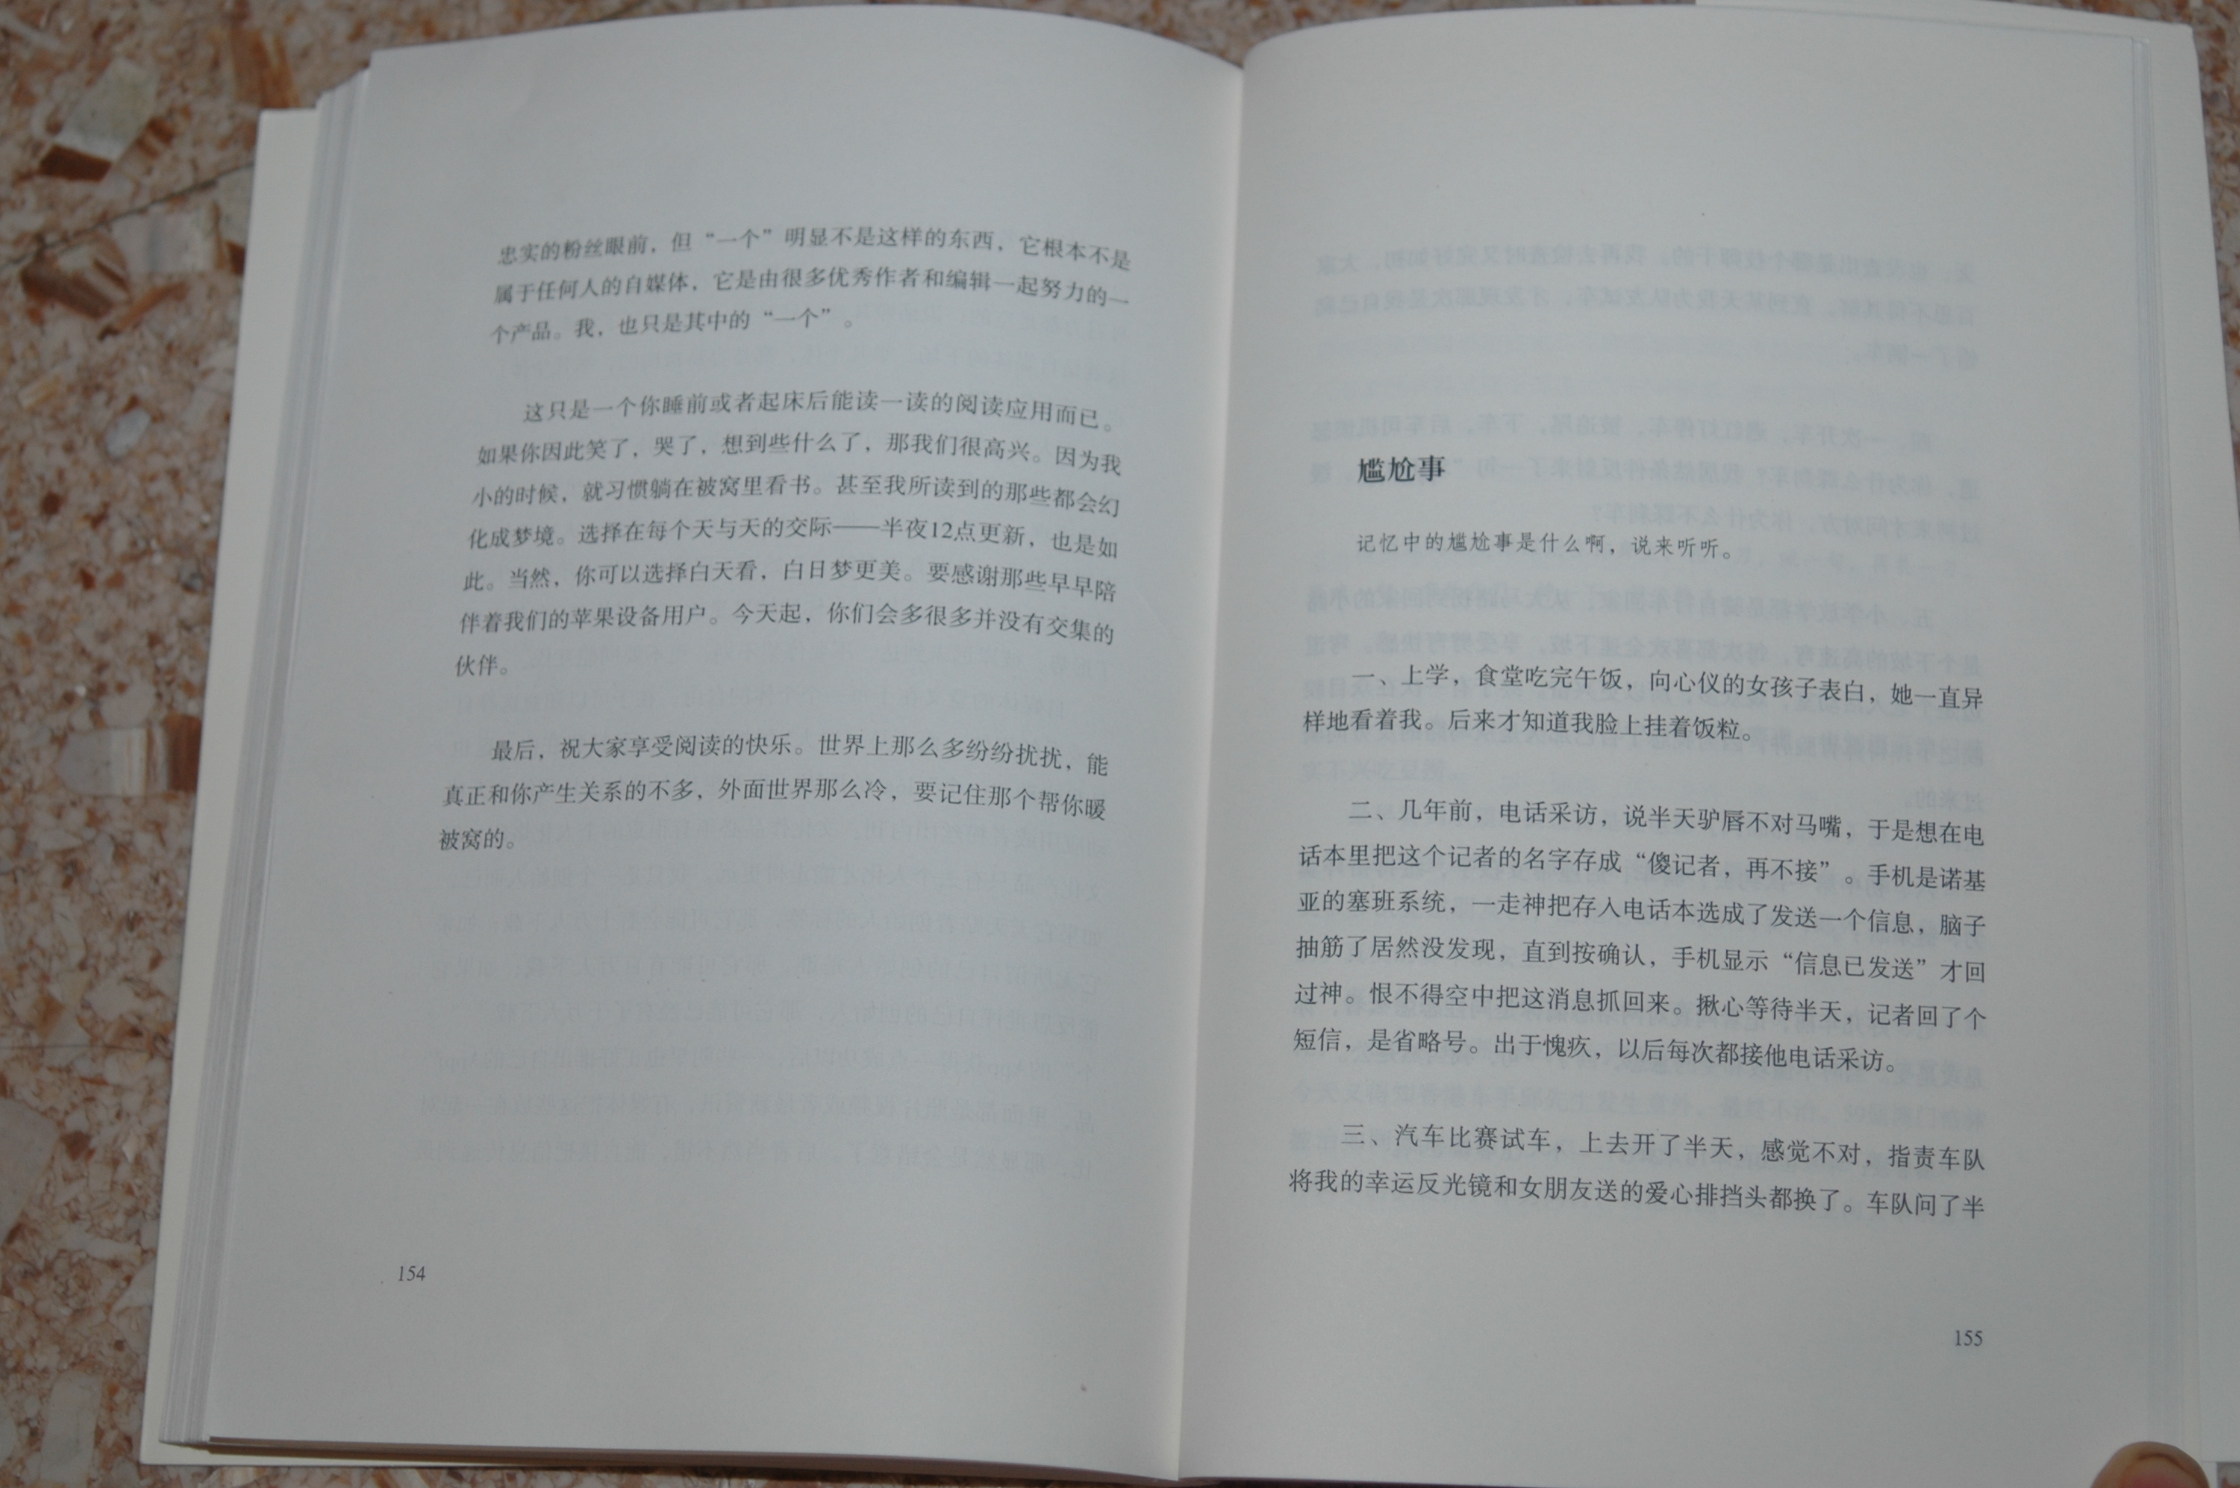 忠实的粉丝眼前，但“一个”明显不是这样的东西，它根本不是
属于任何人的自媒体，它是由很多优秀作者和编辑一起努力的一
个产品。我，也只是其中的“一个”。
这只是一个你睡前或者起床后能读一读的阅读应用而已。
如果你因此笑了，哭了，想到些什么了，那我们很高兴。因为我
小的时候，就习惯躺在被窝里看书。甚至我所读到的那些都会幻
化成梦境。选择在每个天与天的交际——半夜12点更新，也是如
此。当然，你可以选择白天看，白日梦更美。要感谢那些早早陪
伴着我们的苹果设备用户。今天起，你们会多很多并没有交集的
伙伴。
最后，祝大家享受阅读的快乐。世界上那么多纷纷扰扰，能
真正和你产生关系的不多，外面世界那么冷，要记住那个帮你暖
被窝的。
154
尴尬事
记忆中的尴尬事是什么啊，说来听听。
一、上学，食堂吃完午饭，向心仪的女孩子表白，她一直异
样地看着我。后来才知道我脸上挂着饭粒。
二、几年前，电话采访，说半天驴唇不对马嘴，于是想在电
话本里把这个记者的名字存成“傻记者，再不接”。手机是诺基
亚的塞班系统，一走神把存入电话本选成了发送一个信息，脑子
抽筋了居然没发现，直到按确认，手机显示“信息已发送”才回
过神。恨不得空中把这消息抓回来。揪心等待半天，记者回了个
短信，是省略号。出于愧疚，以后每次都接他电话采访。
三、汽车比赛试车，上去开了半天，感觉不对，指责车队
将我的幸运反光镜和女朋友送的爱心排挡头都换了。车队问了半
155